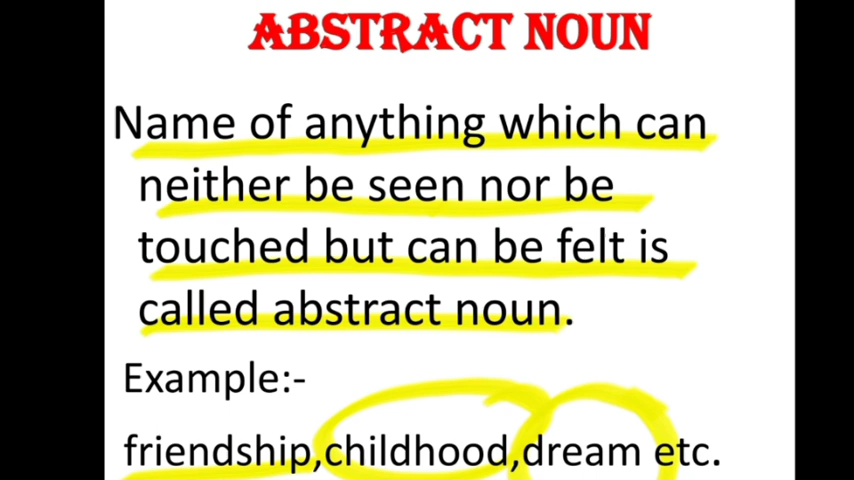 ABSTRACT NOUN
Name of anything which can
neither be seen nor be
touched but can be felt is
called abstract noun.
Example:-
friendship,childhood,dream etc.